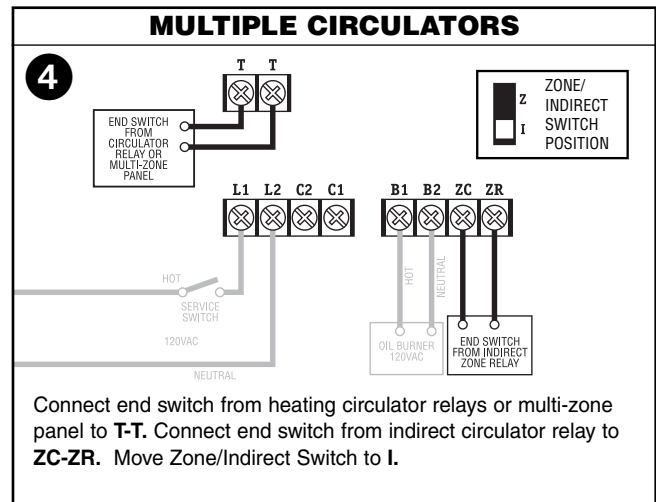 MULTIPLE CIRCULATORS
4
T T
END SWITCH
FROM
CIRCULATOR
RELAY OR
MULTI-ZONE
PANEL
Z
I
ZONE/
INDIRECT
SWITCH
POSITION
L1 L2 C2 C1
B1 B2 ZC ZR
HOT
SERVICE
SWITCH
120VAC
NEUTRAL
HOT
NEUTRAL
OIL BURNER
120VAC
END SWITCH
FROM INDIRECT
ZONE RELAY
Connect end switch from heating circulator relays or multi-zone
panel to T-T. Connect end switch from indirect circulator relay to
ZC-ZR. Move Zone/Indirect Switch to I.